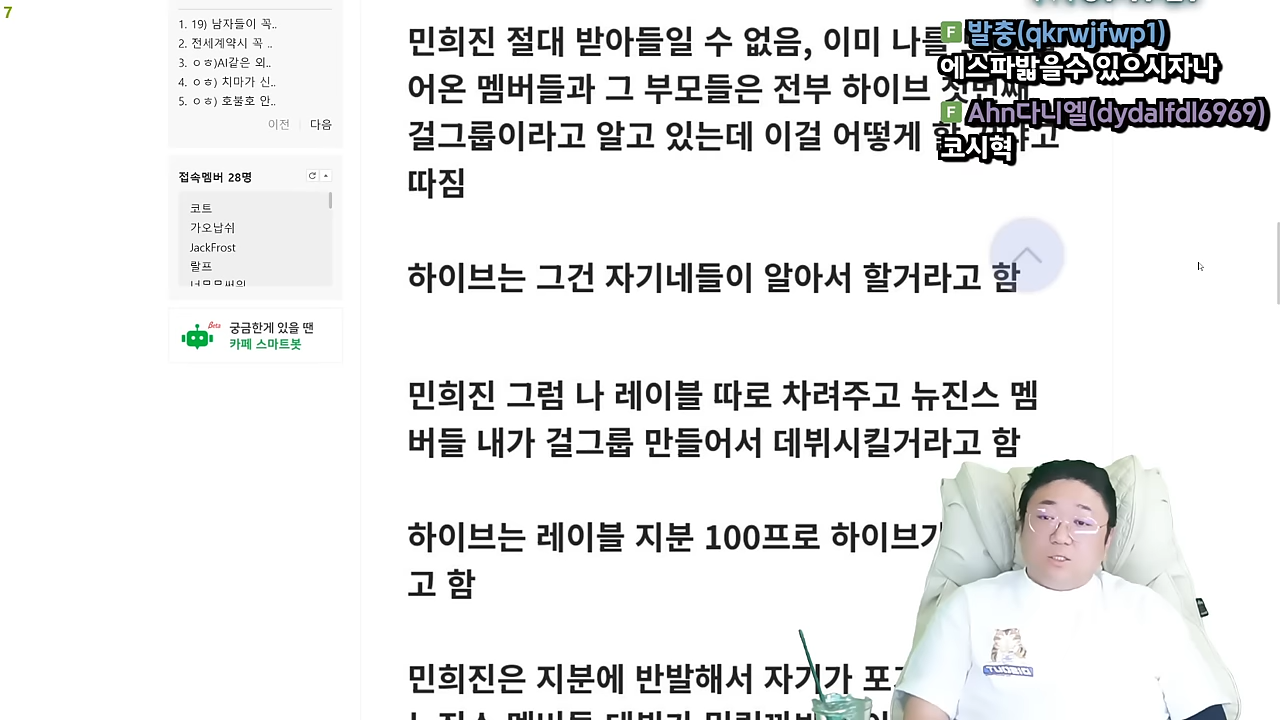 7
1. 19) 남자들이 꼭..
2. 전세계약시 꼭 ..
3. ㅇㅎ)AI같은 외..
4. ㅇㅎ) 치마가 신..
5. ㅇㅎ) 호불호 안..
이전 다음
접속멤버 28명
코트
가오납쉬
JackFrost
랄프
Beta
궁금한게 있을 땐
카페 스마트봇
민희진 절대 받아들일 수 없음, 이미 나를
어온 멤버들과 그 부모들은 전부 하이브 첫번째
걸그룹이라고 알고 있는데 이걸 어떻게
따짐
하이브는 그건 자기네들이 알아서 할거라고 함
민희진 그럼 나 레이블 따로 차려주고 뉴진스 멤
버들 내가 걸그룹 만들어서 데뷔시킬거라고 함
하이브는 레이블 지분 100프로 하이브가
고 함
민희진은 지분에 반발해서 자기가
F 발충(qkrwjfwp1)
에스파밟을수 있으시자나
F Ahn다니엘(dydalfdl6969)
코시혁